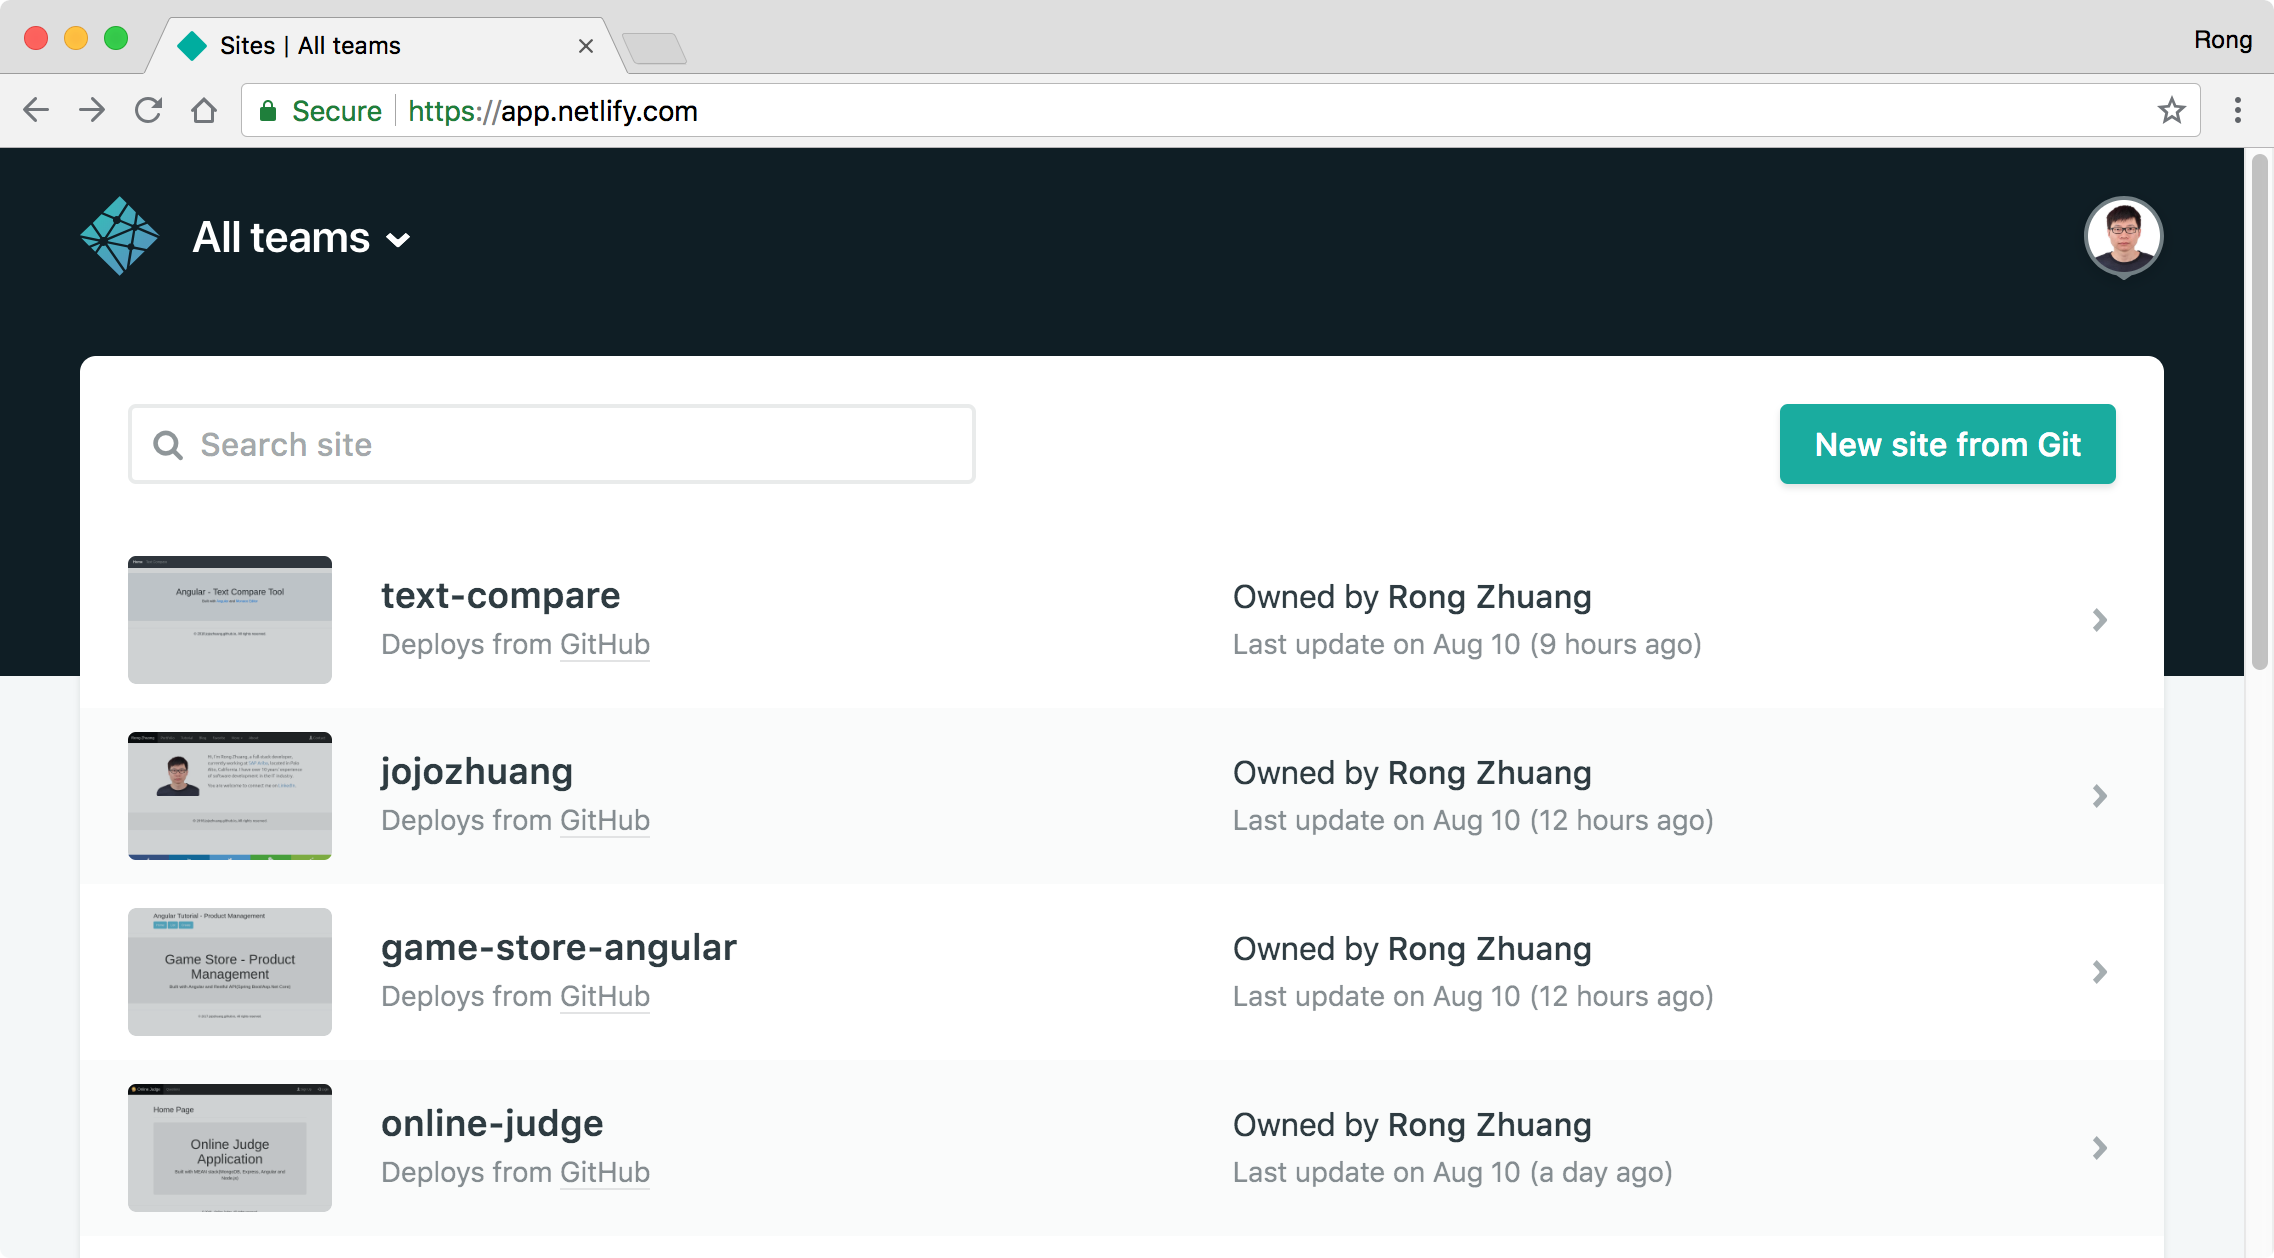 Sites | All teams
Rong
Secure
https://app.netlify.com
All teams
Search site
New site from Git
Angular - Text Compare Tool
text-compare
Deploys from GitHub
Owned by Rong Zhuang
Last update on Aug 10 (9 hours ago)
jojozhuang
Deploys from GitHub
Owned by Rong Zhuang
Last update on Aug 10 (12 hours ago)
Angular Tutorial - Product Management
Game Store - Product
Management
game-store-angular
Deploys from GitHub
Owned by Rong Zhuang
Last update on Aug 10 (12 hours ago)
Online Judge
Home Page
Online Judge
Application
online-judge
Deploys from GitHub
Owned by Rong Zhuang
Last update on Aug 10 (a day ago)